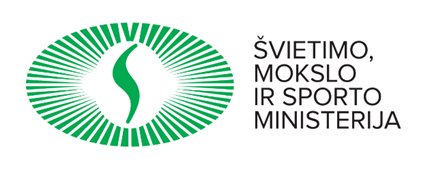 ŠVIETIMO,
MOKSLO
IR SPORTO
MINISTERIJA